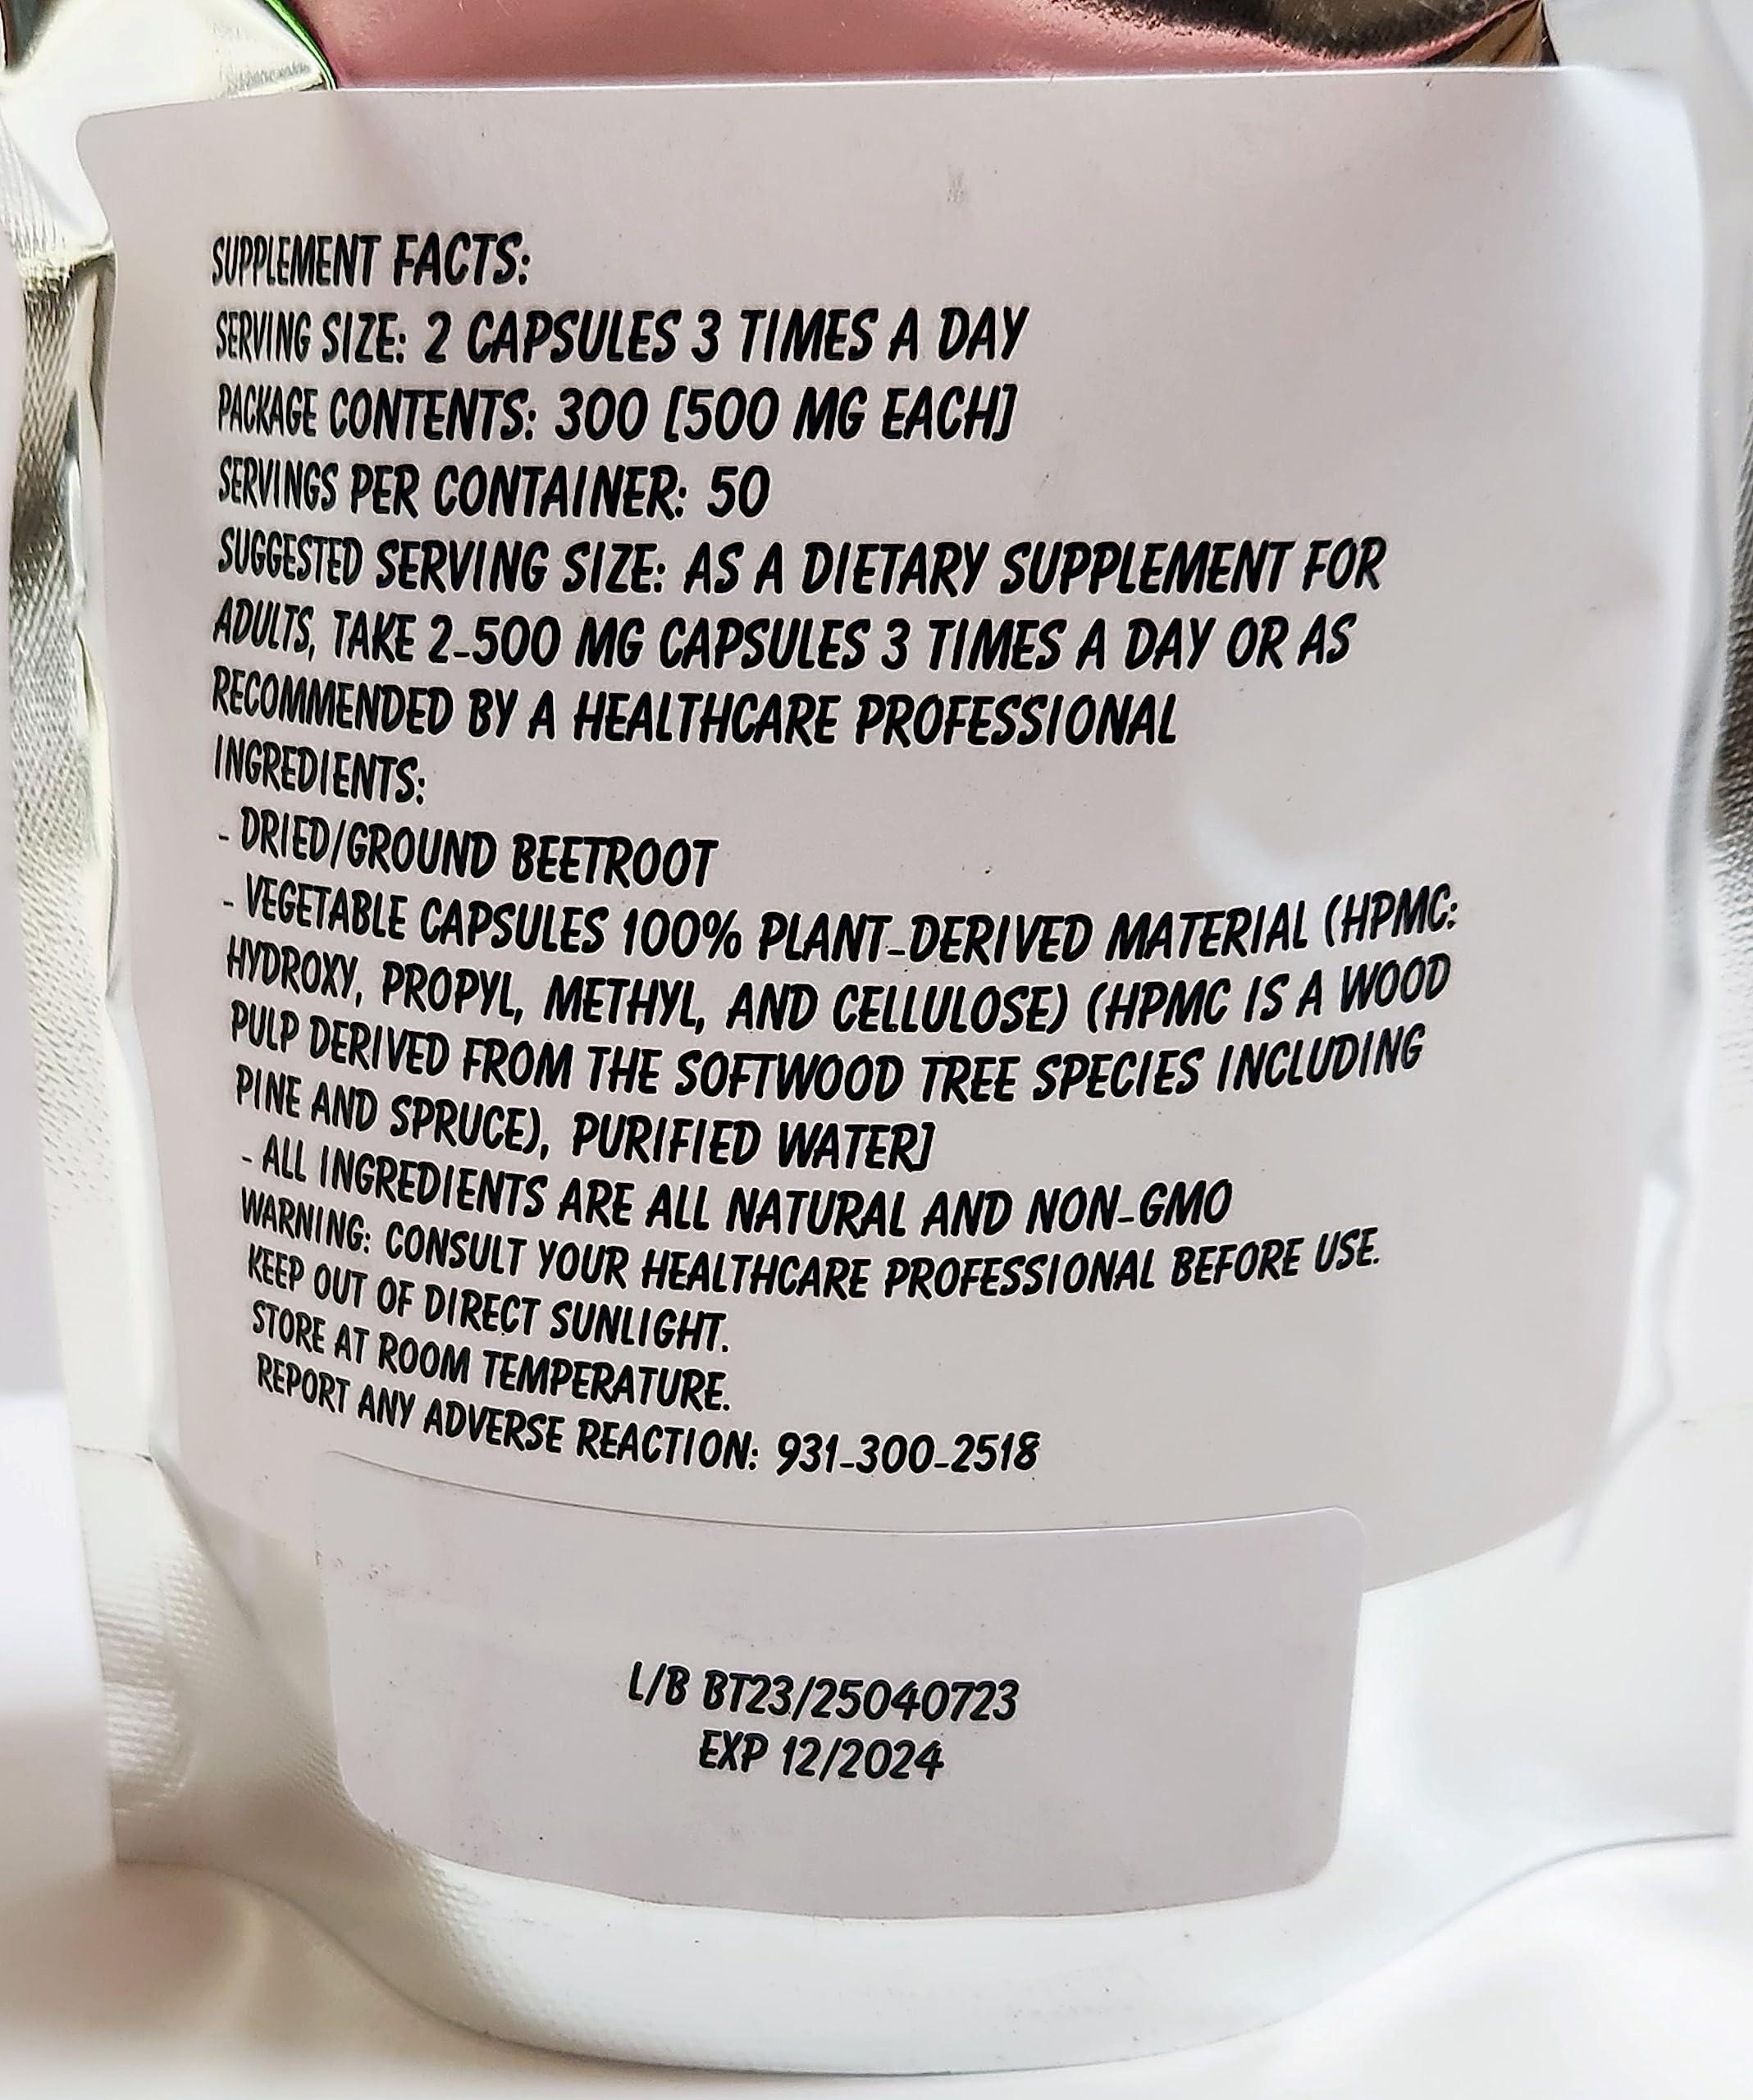 SUPPLEMENT FACTS:
SERVING SIZE: 2 CAPSULES 3 TIMES A DAY
PACKAGE CONTENTS: 300 [500 MG EACH]
SERVINGS PER CONTAINER: 50
SUGGESTED SERVING SIZE: AS A DIETARY SUPPLEMENT FOR
ADULTS, TAKE 2-500 MG CAPSULES 3 TIMES A DAY OR AS
RECOMMENDED BY A HEALTHCARE PROFESSIONAL
INGREDIENTS:
- DRIED/GROUND BEETROOT
- VEGETABLE CAPSULES 100% PLANT-DERIVED MATERIAL (HPMC:
HYDROXY, PROPYL, METHYL, AND CELLULOSE) (HPMC IS A WOOD
PULP DERIVED FROM THE SOFTWOOD TREE SPECIES INCLUDING
PINE AND SPRUCE), PURIFIED WATER]
- ALL INGREDIENTS ARE ALL NATURAL AND NON-GMO
WARNING: CONSULT YOUR HEALTHCARE PROFESSIONAL BEFORE USE.
KEEP OUT OF DIRECT SUNLIGHT.
STORE AT ROOM TEMPERATURE.
REPORT ANY ADVERSE REACTION: 931-300-2518
L/B BT23/25040723
EXP 12/2024